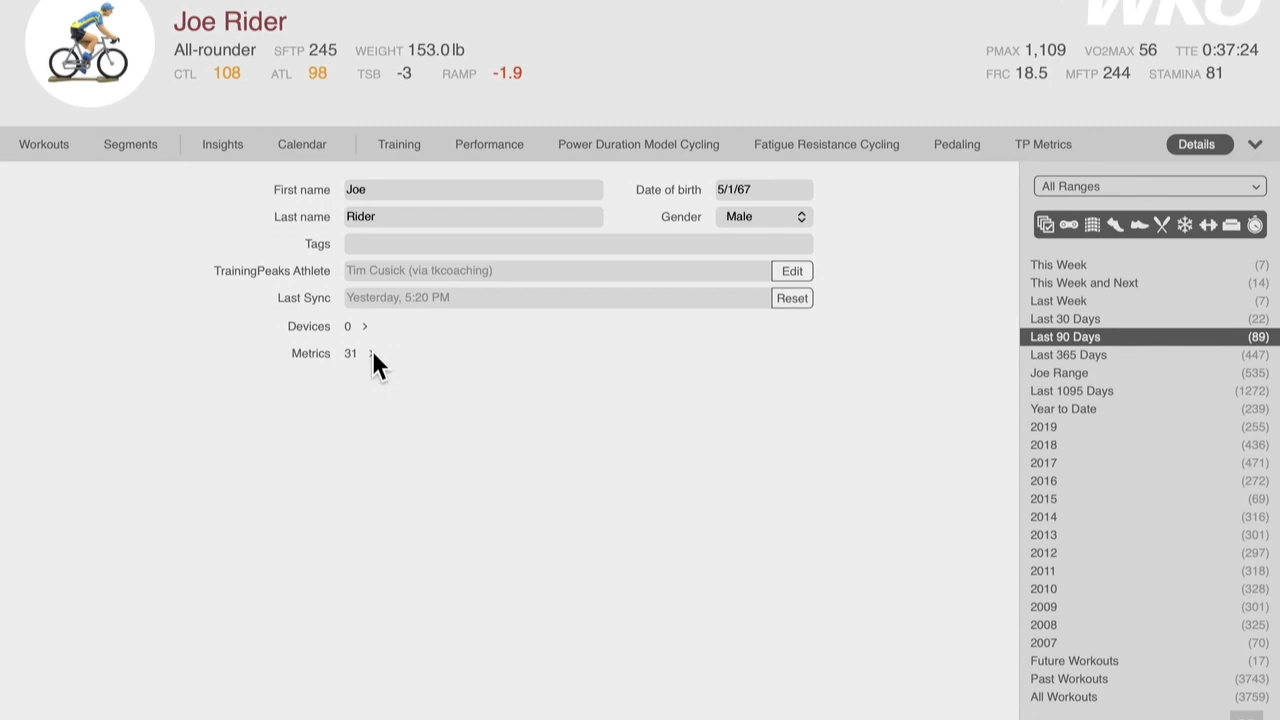 WKO
Joe Rider
All-rounder SFTP 245 WEIGHT 153.0 lb
CTL 108 ATL 98 TSB -3 RAMP -1.9
PMAX 1,109 VO2MAX 56 TTE 0:37:24
FRC 18.5 MFTP 244 STAMINA 81
Workouts Segments Insights Calendar Training Performance Power Duration Model Cycling Fatigue Resistance Cycling Pedaling TP Metrics Details
First name Joe Date of birth 5/1/67
Last name Rider Gender Male
Tags
TrainingPeaks Athlete Tim Cusick (via tkcoaching) Edit
Last Sync Yesterday, 5:20 PM Reset
Devices 0 >
Metrics 31
All Ranges
This Week (7)
This Week and Next (14)
Last Week (7)
Last 30 Days (22)
Last 90 Days (89)
Last 365 Days (447)
Joe Range (535)
Last 1095 Days (1272)
Year to Date (239)
2019 (255)
2018 (436)
2017 (471)
2016 (272)
2015 (69)
2014 (316)
2013 (301)
2012 (297)
2011 (318)
2010 (328)
2009 (301)
2008 (325)
2007 (70)
Future Workouts (17)
Past Workouts (3743)
All Workouts (3759)